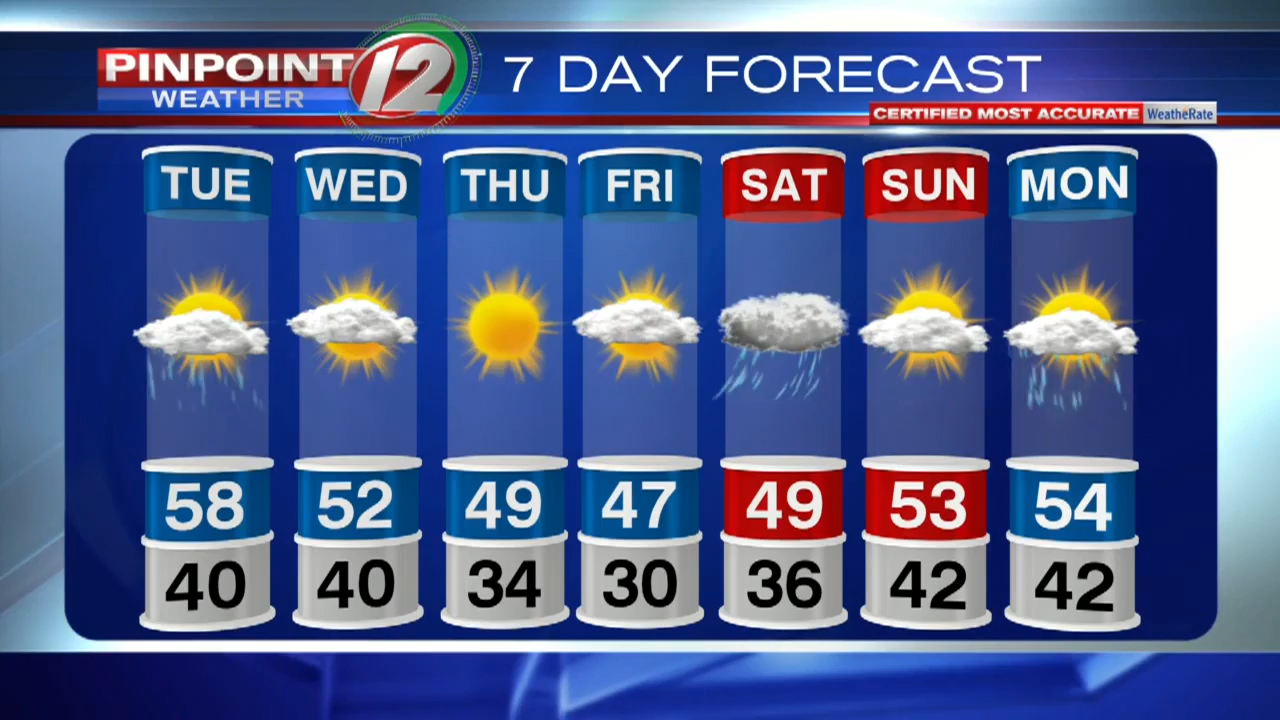 PINPOINT 12
WEATHER
7 DAY FORECAST
CERTIFIED MOST ACCURATE WeatheRate
TUE WED THU FRI SAT SUN MON
58 52 49 47 49 53 54
40 40 34 30 36 42 42